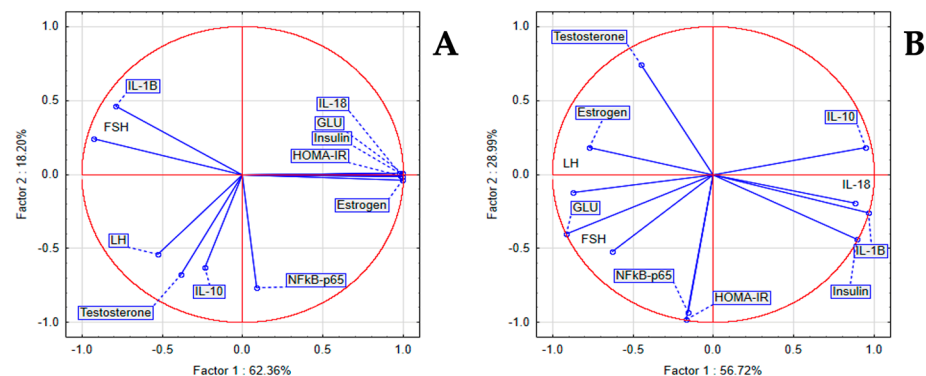 A
1.0
0.5
0.0
-0.5
-1.0
Factor 2 : 18.20%
IL-1B
FSH
IL-18
GLU
Insulin
HOMA-IR
Estrogen
LH
NFkB-p65
IL-10
Testosterone
-1.0
-0.5
0.0
0.5
1.0
Factor 1 : 62.36%
B
1.0
0.5
0.0
-0.5
-1.0
Factor 2 : 28.99%
Testosterone
Estrogen
IL-10
LH
IL-18
GLU
FSH
IL-1B
NFkB-p65
HOMA-IR
Insulin
-1.0
-0.5
0.0
0.5
1.0
Factor 1 : 56.72%